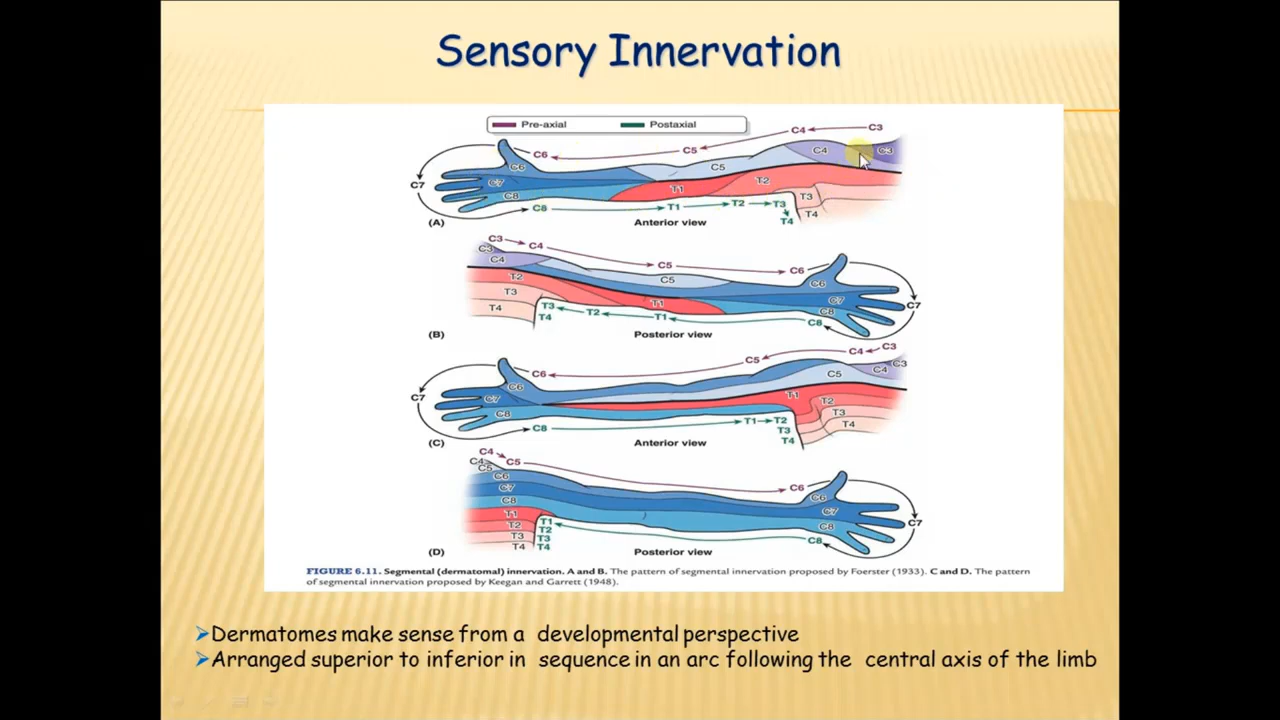 Sensory Innervation
Pre-axial Postaxial
C3
C4
C5
C6
C7
C6
C7
C8
C5
C4
C3
T1
T2
T3
T4
C8
T1
T2
T3
T4
(A)
Anterior view
C3
C4
C5
C6
C3
C4
C5
C6
T2
T3
T4
T1
C7
C8
C7
T3
T4
T2
T1
C8
(B)
Posterior view
C3
C4
C5
C6
C3
C4
C5
C6
C7
C7
C8
T1
T2
T3
T4
C8
T1
T2
T3
T4
(C)
Anterior view
C4
C5
C6
C4
C5
C6
C7
C8
T1
T2
T3
T4
T1
T2
T3
T4
C6
C7
C8
C7
C8
(D)
Posterior view
FIGURE 6.11. Segmental (dermatomal) innervation. A and B. The pattern of segmental innervation proposed by Foerster (1933). C and D. The pattern
of segmental innervation proposed by Keegan and Garrett (1948).
Dermatomes make sense from a developmental perspective
Arranged superior to inferior in sequence in an arc following the central axis of the limb